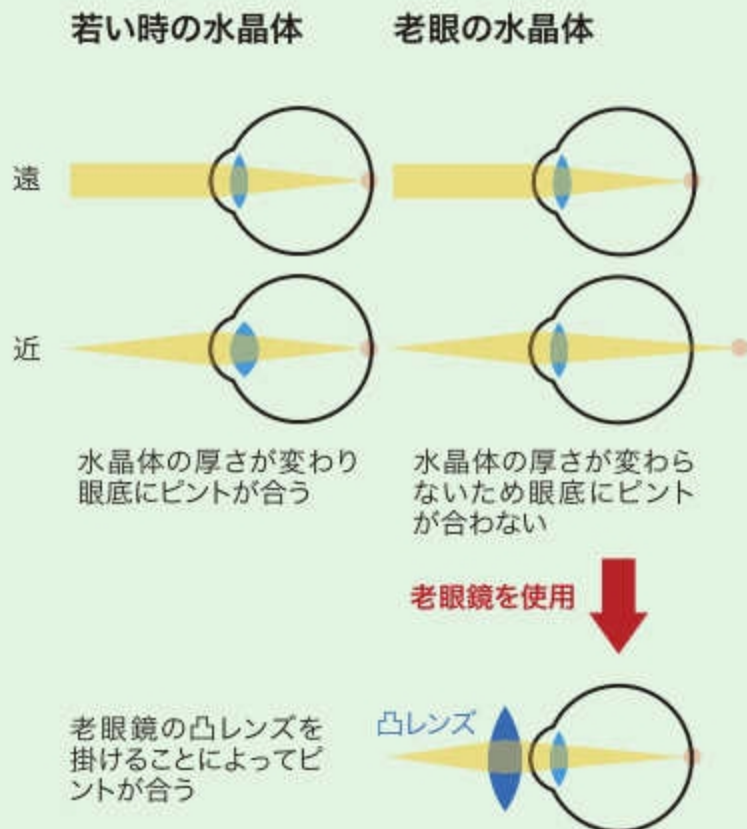 若い時の水晶体
老眼の水晶体
遠
近
水晶体の厚さが変わり
眼底にピントが合う
水晶体の厚さが変わら
ないため眼底にピント
が合わない
老眼鏡を使用
老眼鏡の凸レンズを
掛けることによってピ
ントが合う
凸レンズ